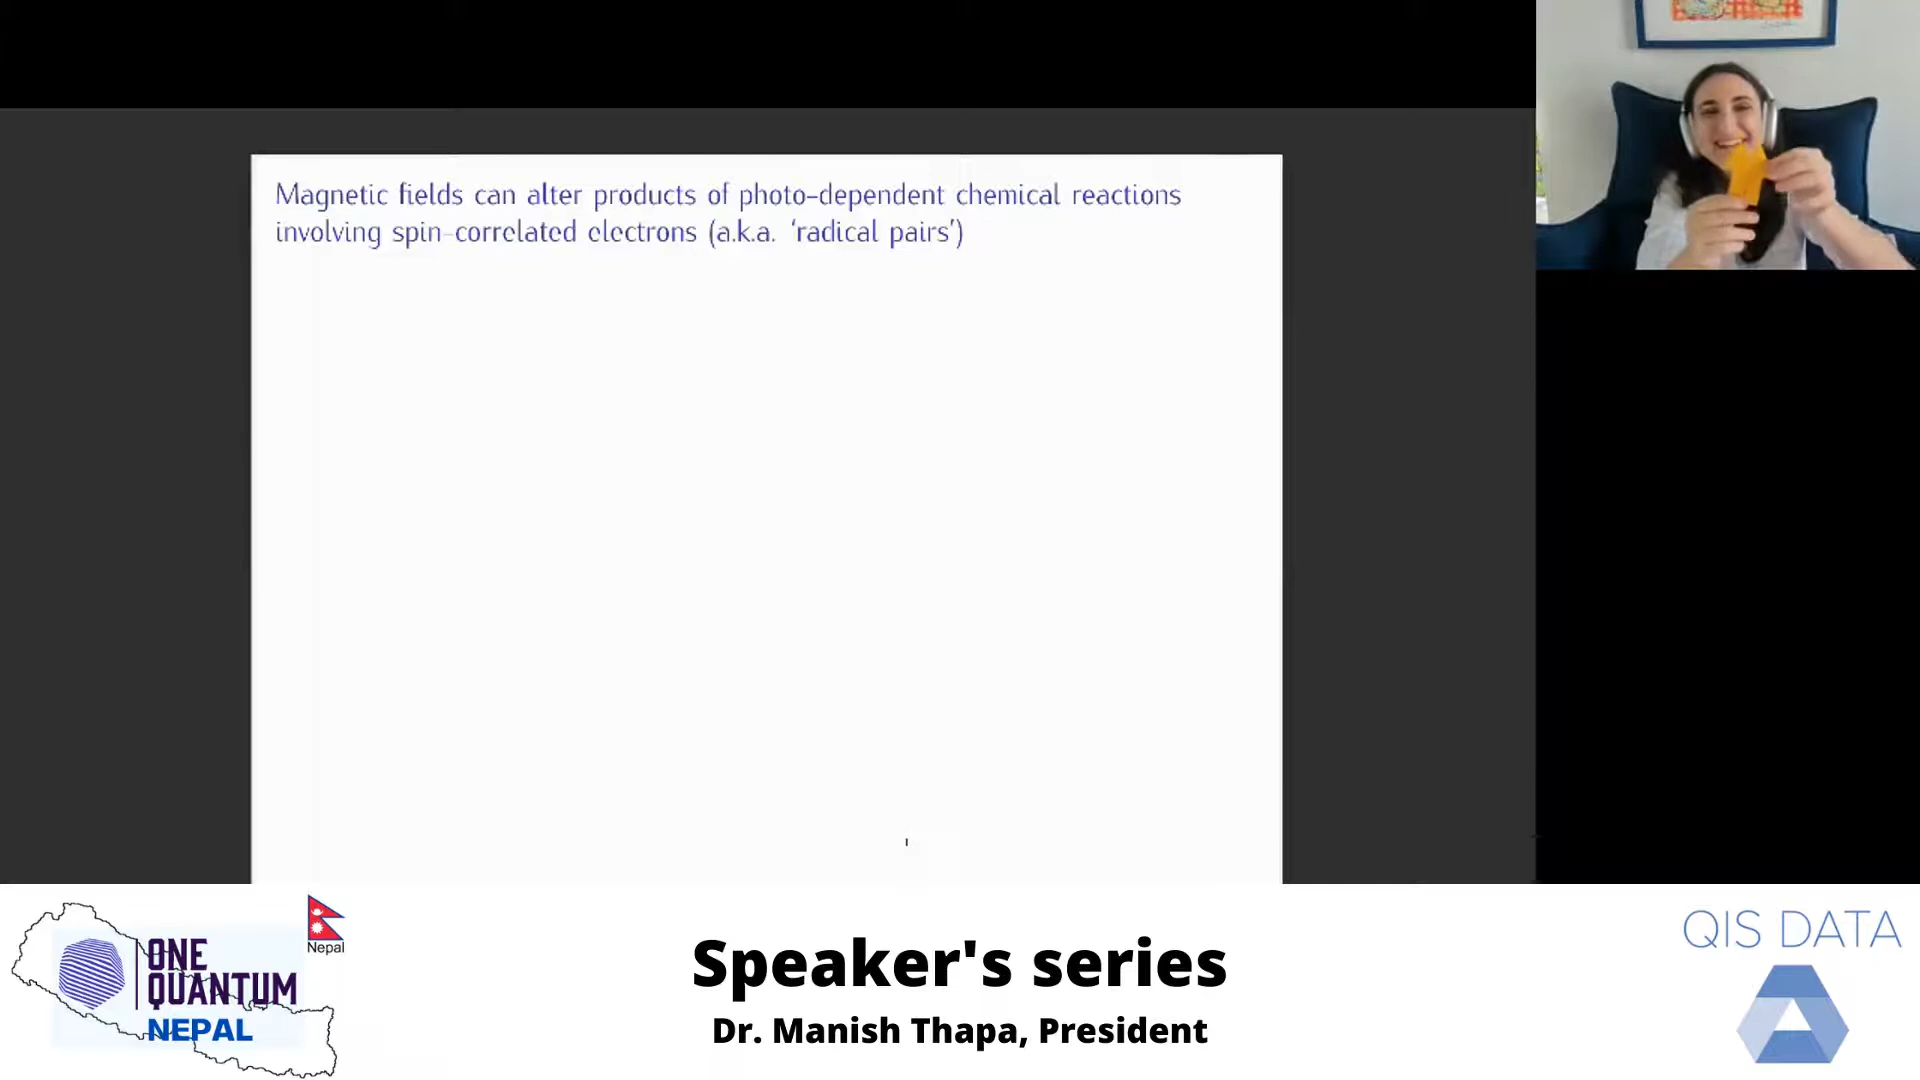 Magnetic fields can alter products of photo-dependent chemical reactions
involving spin-correlated electrons (a.k.a. ‘radical pairs’)
Nepal
ONE
QUANTUM
NEPAL
Speaker's series
Dr. Manish Thapa, President
QIS DATA